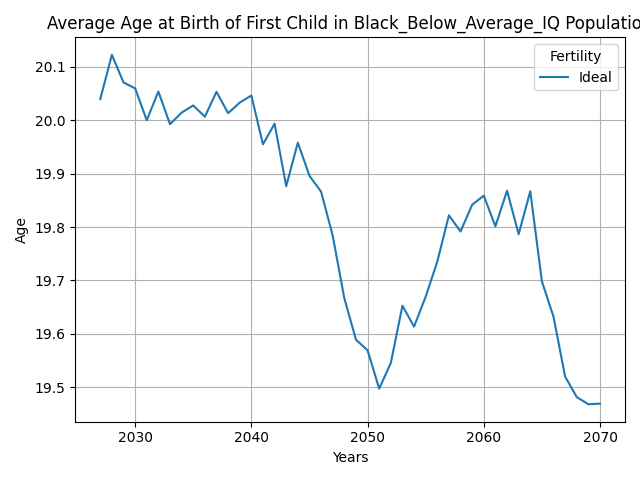 Average Age at Birth of First Child in Black_Below_Average_IQ Populatio
Fertility
Ideal
20.1
20.0
19.9
19.8
19.7
19.6
19.5
Age
2030 2040 2050 2060 2070
Years